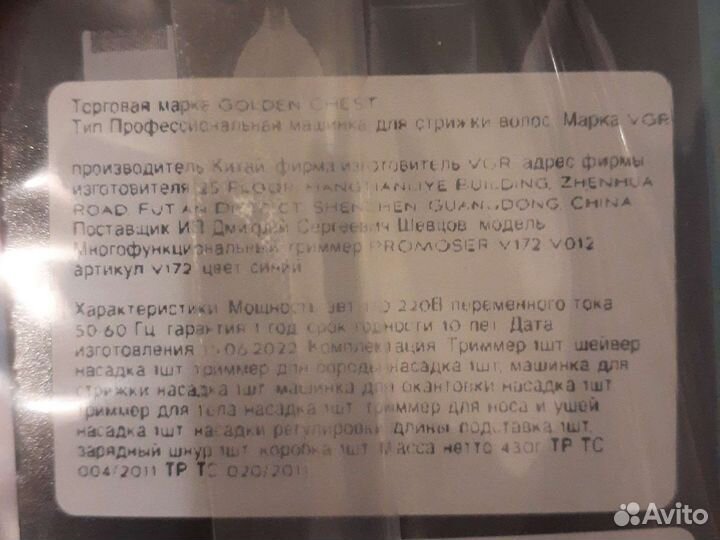 Торговая марка GOLDEN CHEST
Тип Профессиональная машинка для стрижки волос Марка VGR
производитель Китай фирма изготовитель VGR адрес фирмы
изготовителя 25 FLOOR, HANGTIANLIYE BUILDING, ZHENHUA
ROAD FUTIAN DISTRICT SHENZHEN, GUANGDONG, CHINA
Поставщик ИП Дмитрий Сергеевич Шевцов модель
Многофункциональный триммер PROMOSER V172 V012
артикул V172 цвет синий
Характеристики Мощность 220В переменного тока
50-60 Гц гарантия 1 год срок годности 10 лет Дата
изготовления 15.06.2022 Комплектация Триммер 1шт шейвер
насадка 1шт триммер для бороды насадка 1шт, машинка для
стрижки насадка 1шт машинка для окантовки насадка 1шт
триммер для тела насадка 1шт триммер для носа и ушей
насадка 1шт насадки регулировки длины, подставка 1шт,
зарядный шнур 1шт коробка 1шт Масса нетто 430г ТР ТС
004/2011 ТР ТС 020/2011
Avito